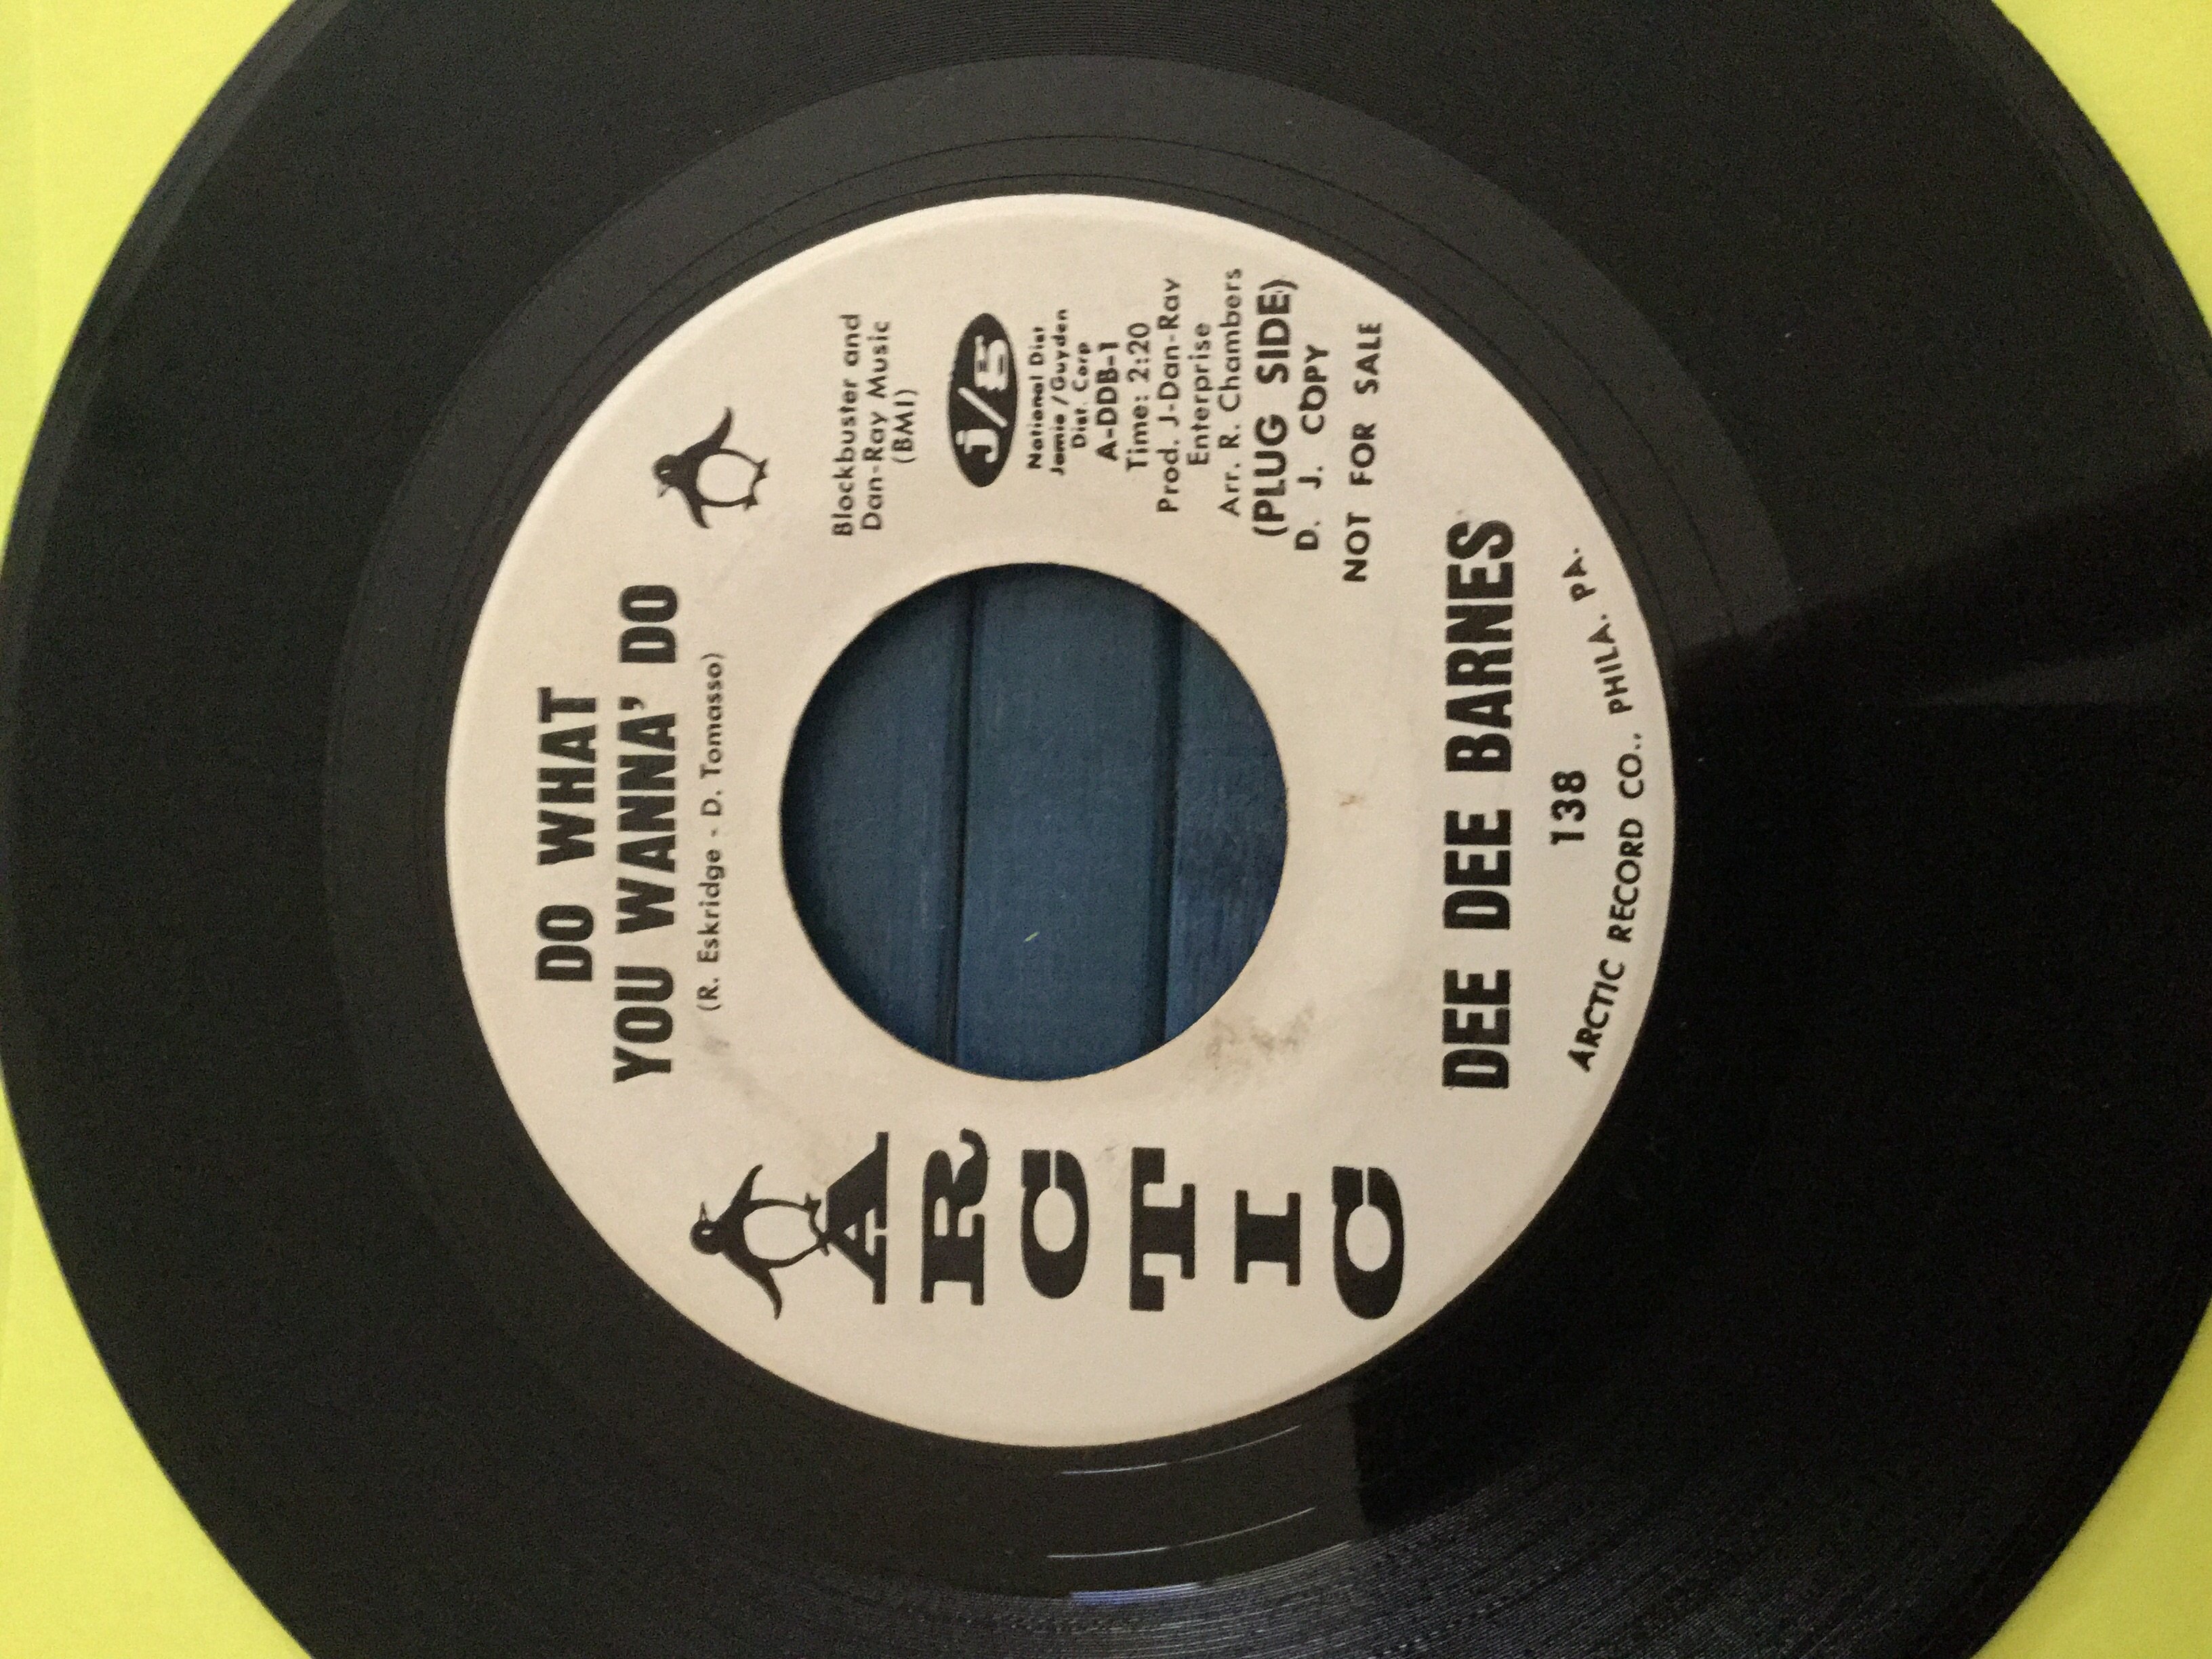 DO WHAT
YOU WANNA' DO
(R. Eskridge - D. Tomasso)
ARCTIC
Blockbuster and
Dan-Ray Music
(BMI)
j/g
National Dist
Jamie / Guyden
Dist. Corp
A-DDB-1
Time: 2:20
Prod. J-Dan-Ray
Enterprise
Arr. R. Chambers
(PLUG SIDE)
D. J. COPY
NOT FOR SALE
DEE DEE BARNES
138
ARCTIC RECORD CO., PHILA. PA.